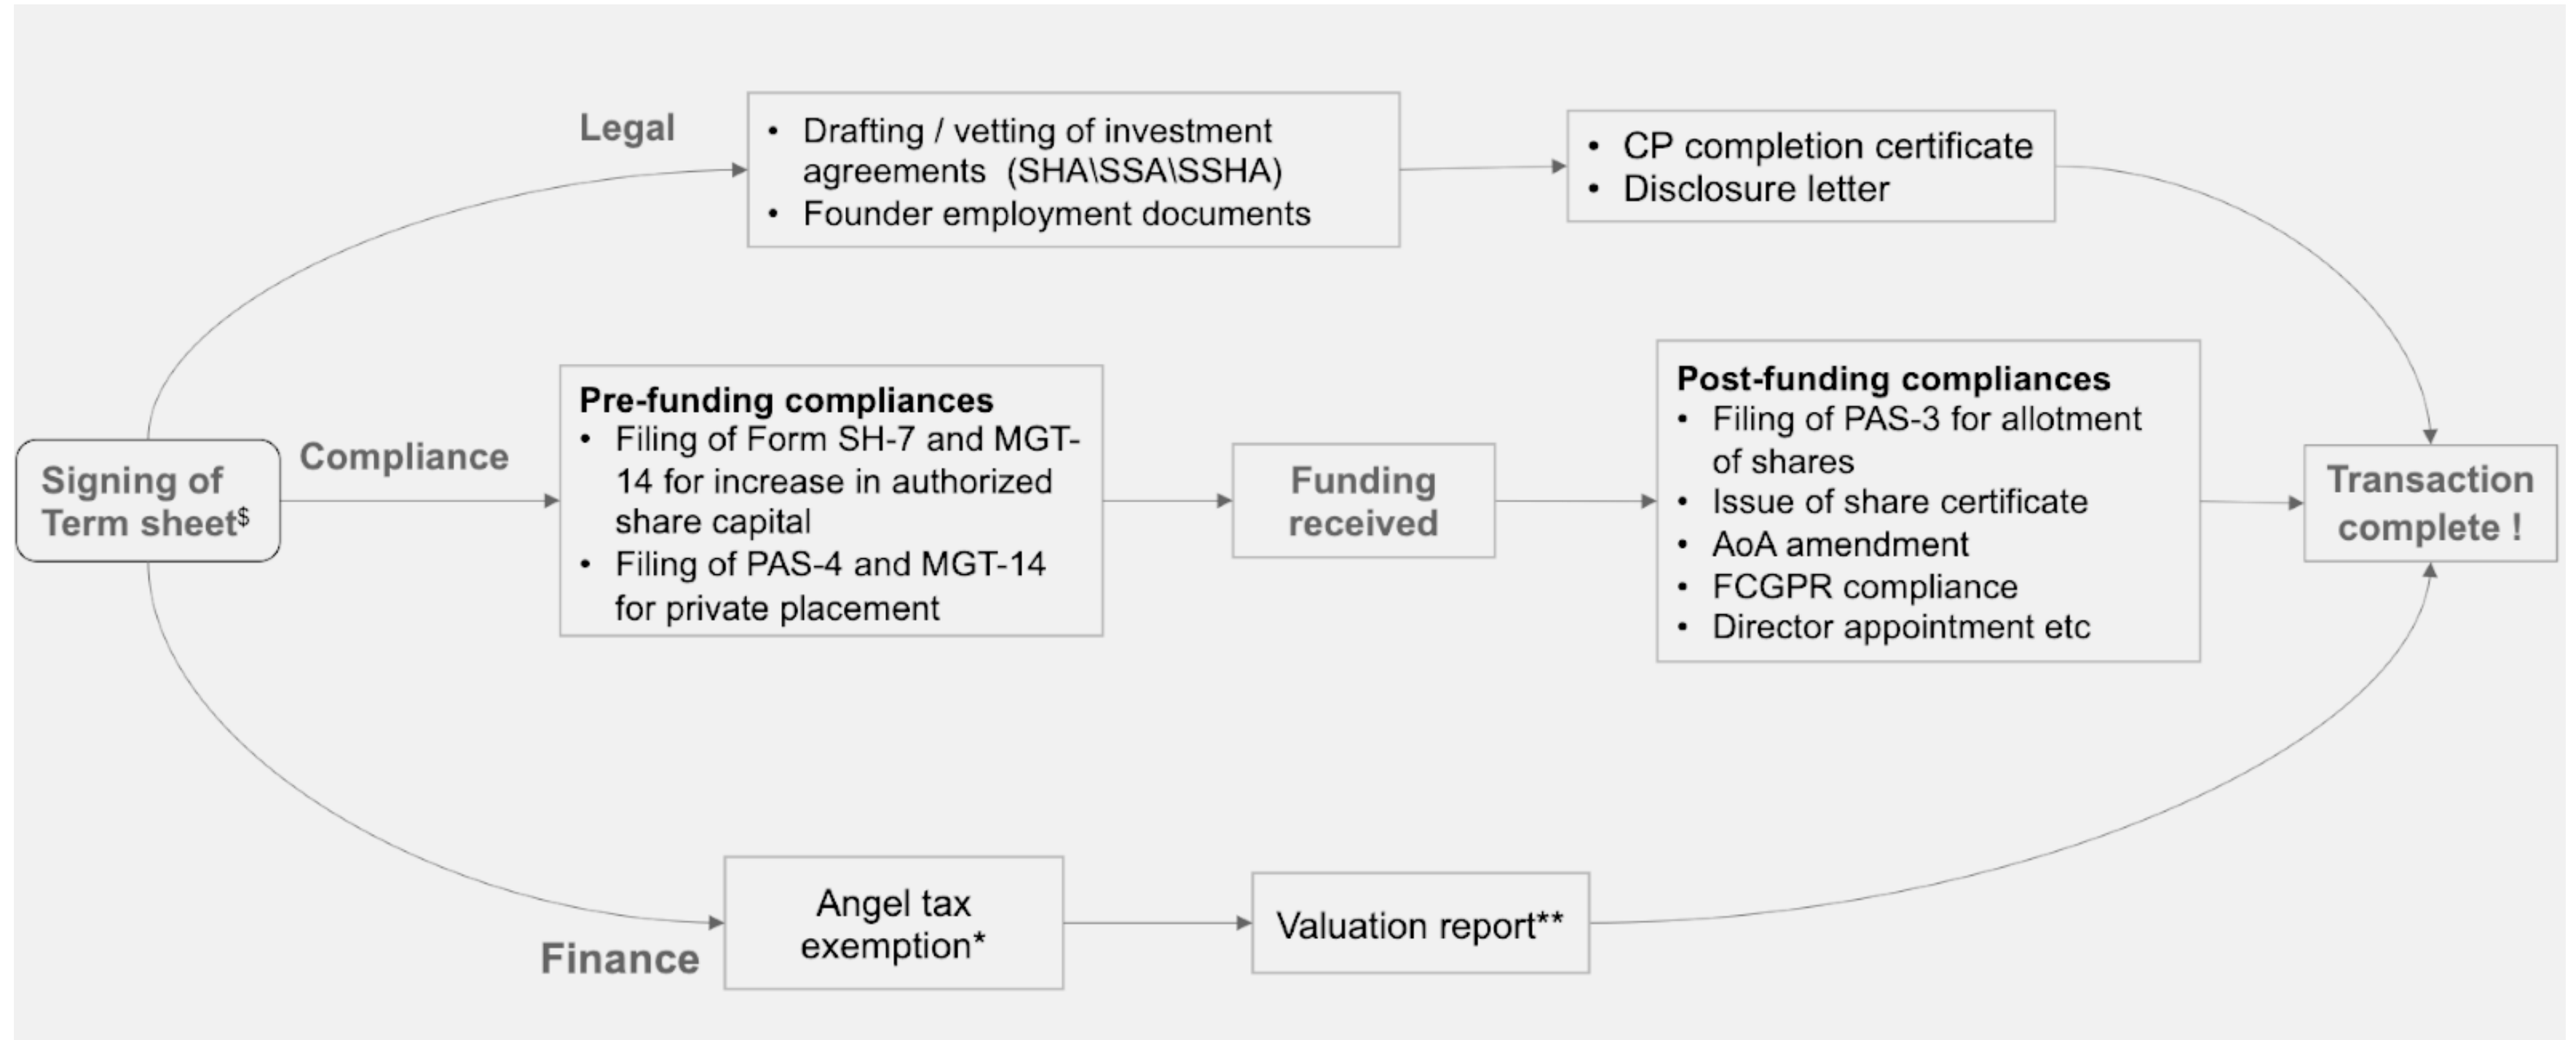 Legal
• Drafting / vetting of investment
agreements (SHA\SSA\SSHA)
• Founder employment documents
• CP completion certificate
• Disclosure letter
Signing of
Term sheet$
Compliance
Pre-funding compliances
• Filing of Form SH-7 and MGT-
14 for increase in authorized
share capital
• Filing of PAS-4 and MGT-14
for private placement
Funding
received
Post-funding compliances
• Filing of PAS-3 for allotment
of shares
• Issue of share certificate
• AoA amendment
• FCGPR compliance
• Director appointment etc
Transaction
complete !
Finance
Angel tax
exemption*
Valuation report**